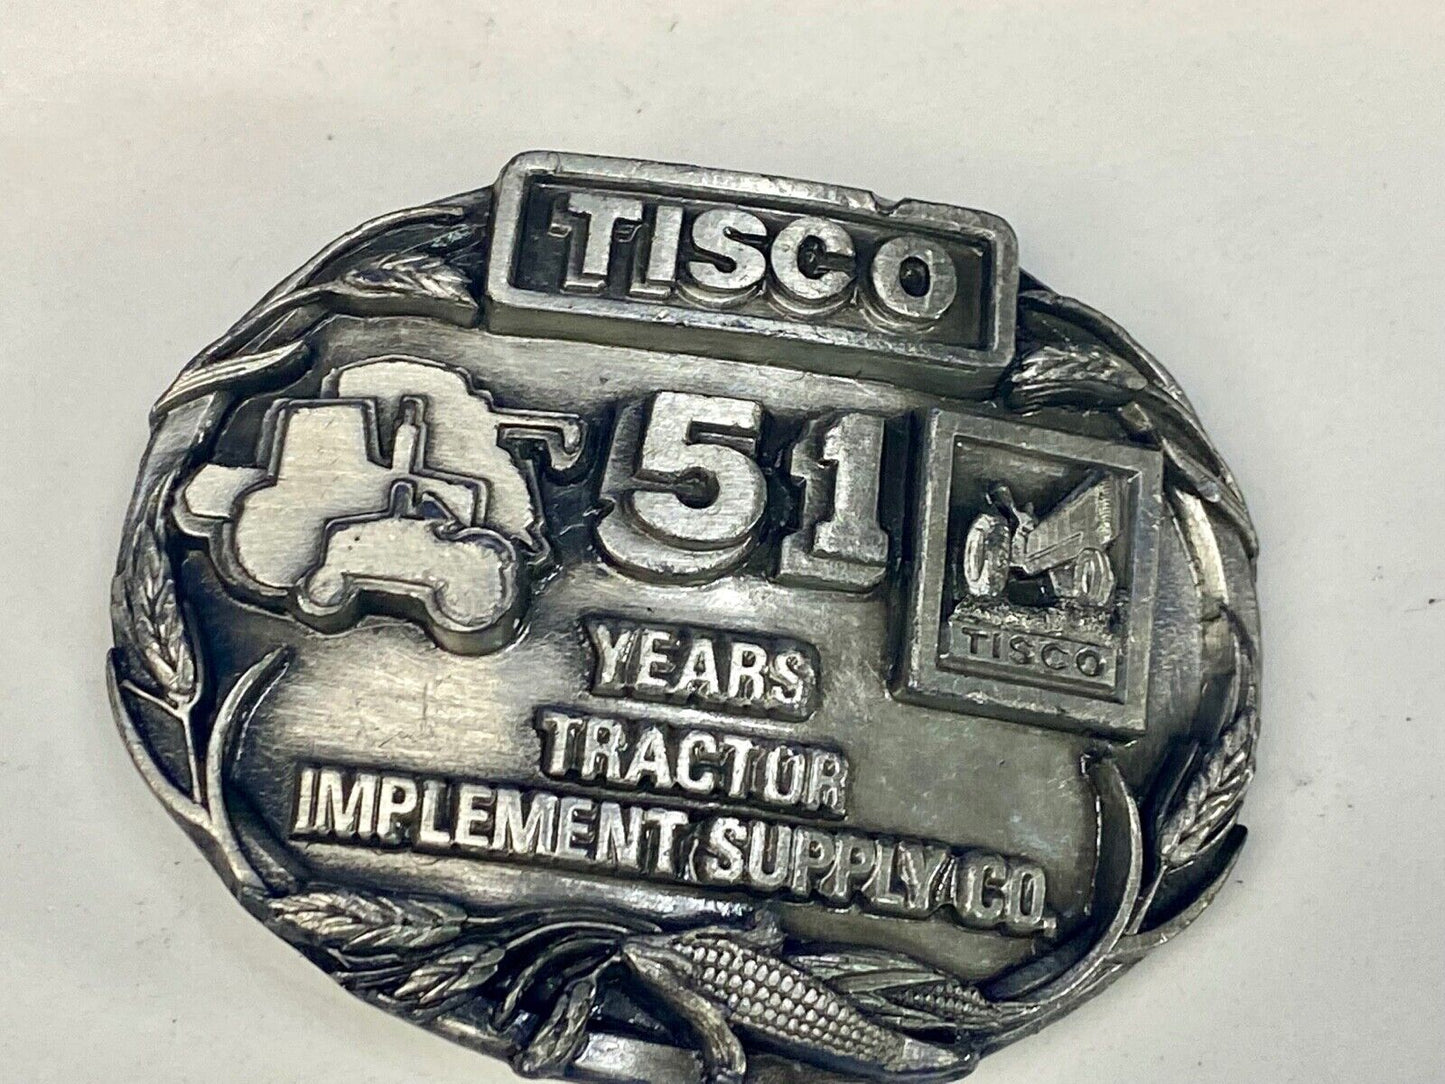 TISCO
51
TISCO
YEARS
TRACTOR
IMPLEMENT SUPPLY CO.